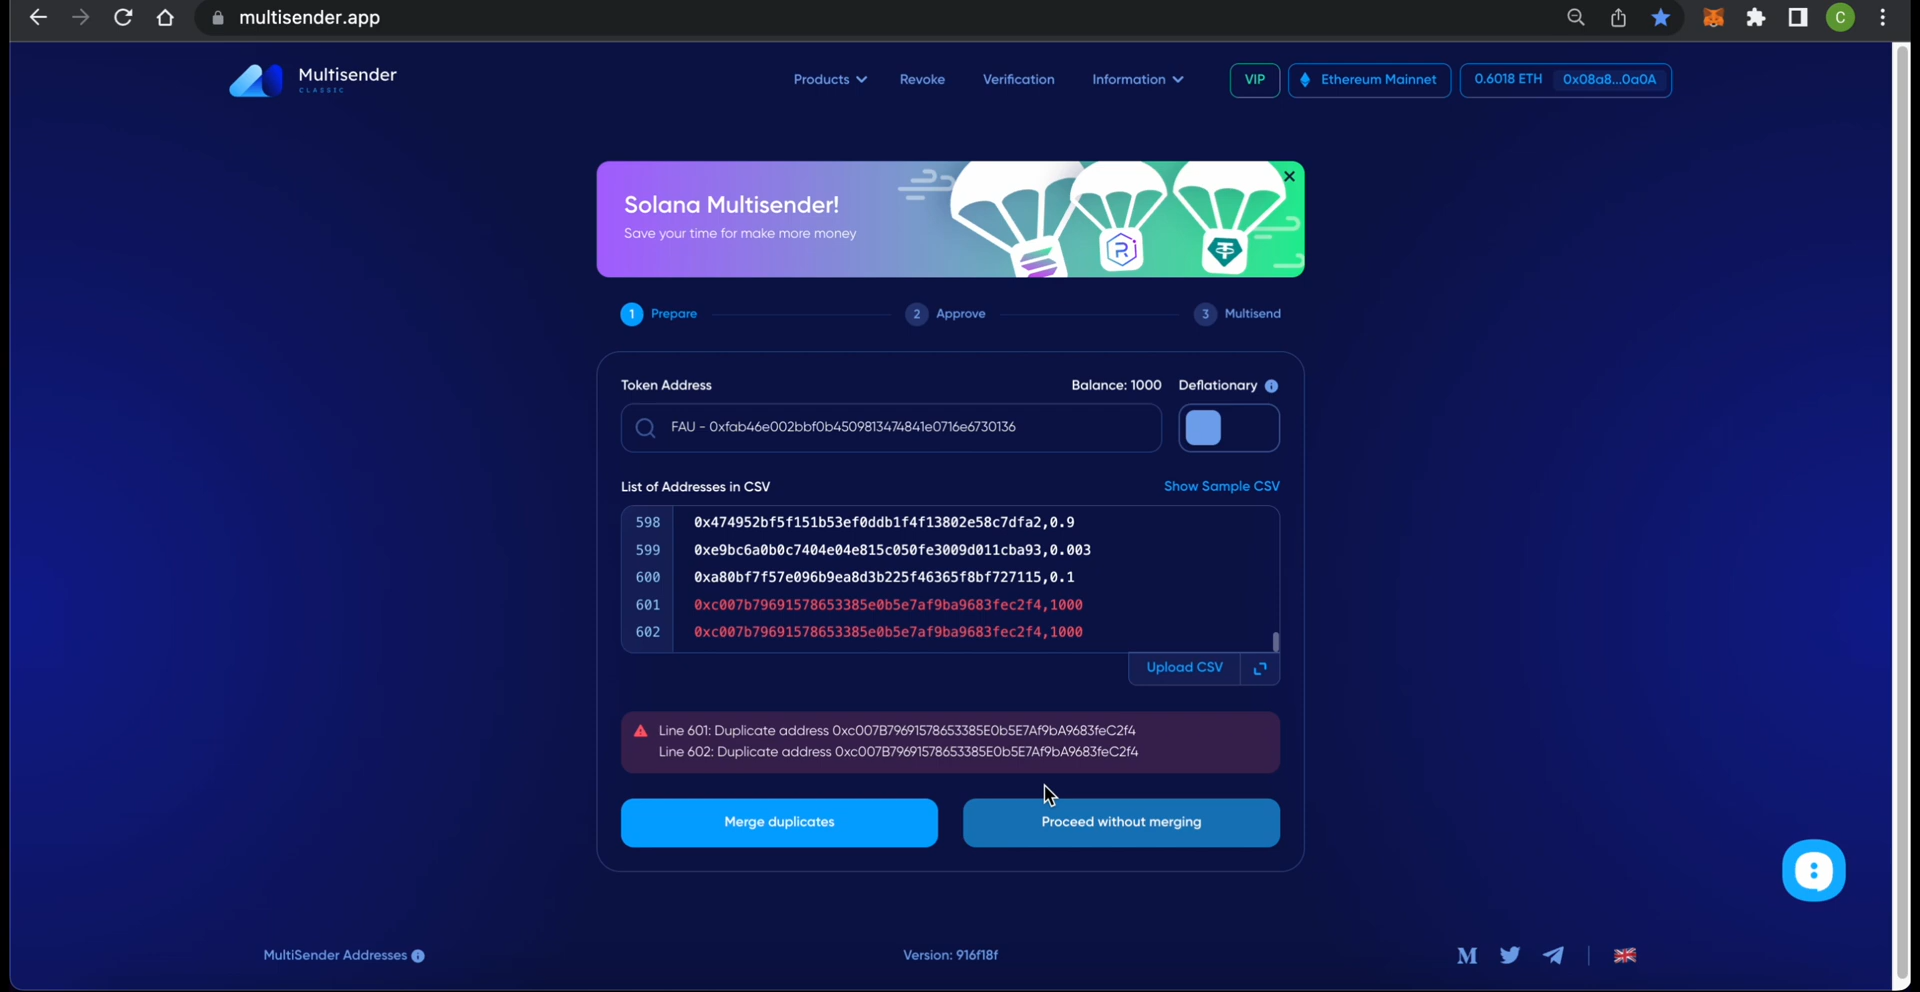 multisender.app
C
Multisender
CLASSIC
Products
Revoke
Verification
Information
VIP
Ethereum Mainnet
0.6018 ETH
0x08a8...0a0A
Solana Multisender!
Save your time for make more money
1 Prepare
2 Approve
3 Multisend
Token Address
Balance: 1000
Deflationary
FAU - 0xfab46e002bbf0b4509813474841e0716e6730136
List of Addresses in CSV
Show Sample CSV
598 0x474952bf5f151b53ef0ddb1f4f13802e58c7dfa2,0.9
599 0xe9bc6a0b0c7404e04e815c050fe3009d011cba93,0.003
600 0xa80bf7f57e096b9ea8d3b225f46365f8bf727115,0.1
601 0xc007b79691578653385e0b5e7af9ba9683fec2f4,1000
602 0xc007b79691578653385e0b5e7af9ba9683fec2f4,1000
Upload CSV
Line 601: Duplicate address 0xc007B79691578653385E0b5E7Af9bA9683feC2f4
Line 602: Duplicate address 0xc007B79691578653385E0b5E7Af9bA9683feC2f4
Merge duplicates
Proceed without merging
MultiSender Addresses
Version: 916f18f